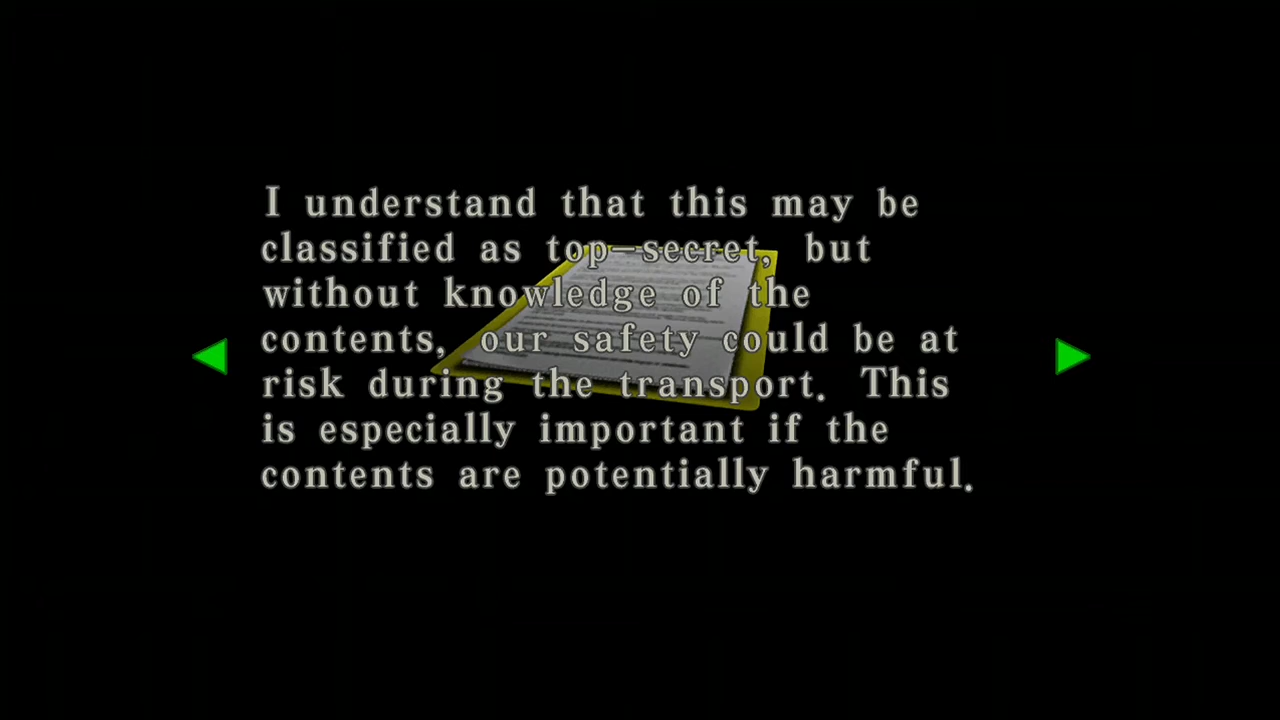 I understand that this may be
classified as top-secret, but
without knowledge of the
contents, our safety could be at
risk during the transport. This
is especially important if the
contents are potentially harmful.